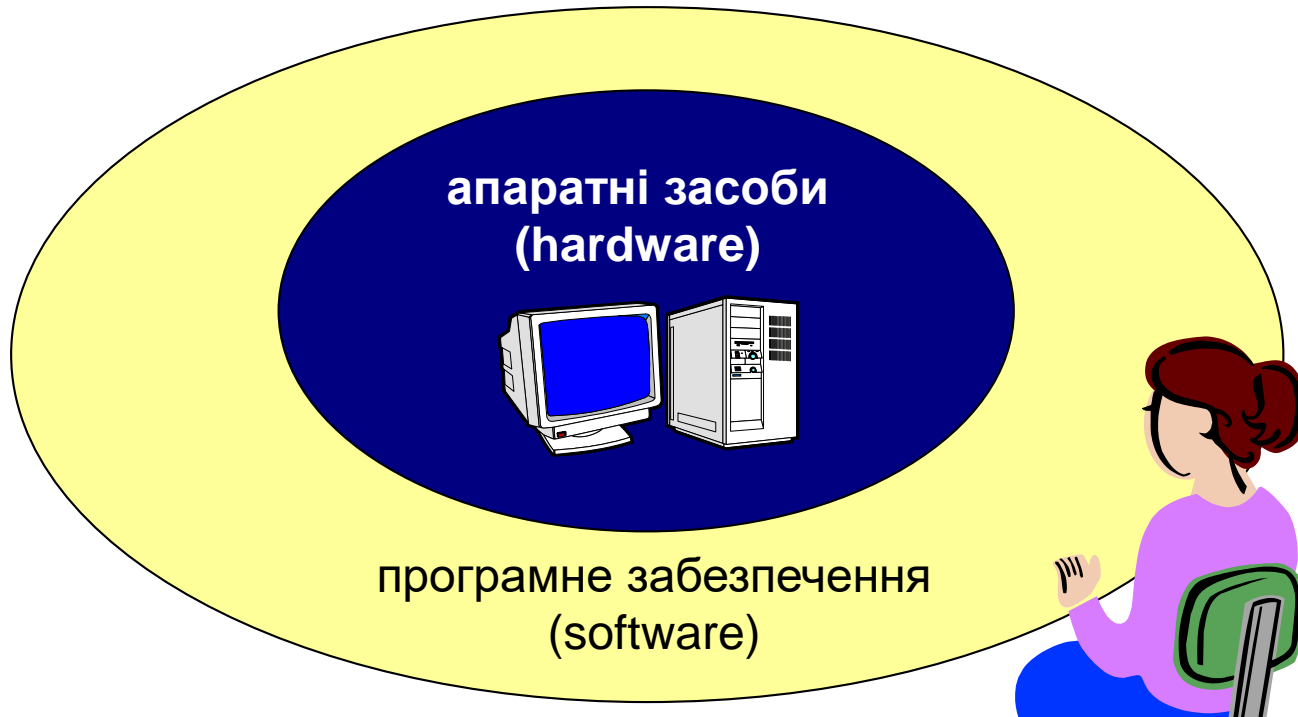 апаратні засоби
(hardware)
програмне забезпечення
(software)